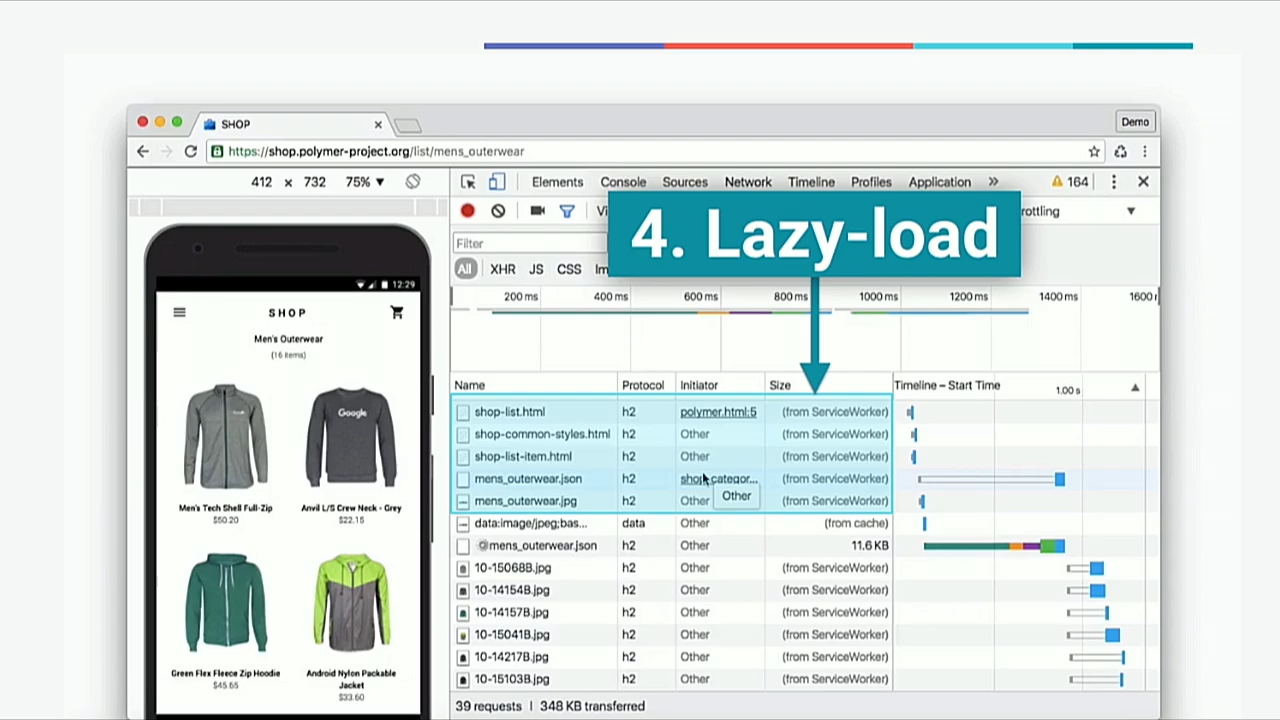 SHOP
Demo
https://shop.polymer-project.org/list/mens_outerwear
412 × 732 75%
Elements Console Sources Network Timeline Profiles Application » 164
4. Lazy-load
Filter
All XHR JS CSS
200 ms 400 ms 600 ms 800 ms 1000 ms 1200 ms 1400 ms
12:29
SHOP
Men's Outerwear
(16 items)
Google
Men's Tech Shell Full-Zip
$50.20
Anvil L/S Crew Neck - Grey
$22.15
Green Flex Fleece Zip Hoodie
$45.65
Android Nylon Packable
Jacket
$33.60
Name Protocol Initiator Size Timeline – Start Time 1.00 s
shop-list.html h2 polymer.html:5 (from ServiceWorker)
shop-common-styles.html h2 Other (from ServiceWorker)
shop-list-item.html h2 Other (from ServiceWorker)
mens_outerwear.json h2 shop-categor... (from ServiceWorker)
mens_outerwear.jpg h2 Other (from ServiceWorker)
Other
data:image/jpeg;bas... data Other (from cache)
mens_outerwear.json h2 Other 11.6 KB
10-15068B.jpg h2 Other (from ServiceWorker)
10-14154B.jpg h2 Other (from ServiceWorker)
10-14157B.jpg h2 Other (from ServiceWorker)
10-15041B.jpg h2 Other (from ServiceWorker)
10-14217B.jpg h2 Other (from ServiceWorker)
10-15103B.jpg h2 Other (from ServiceWorker)
39 requests | 348 KB transferred